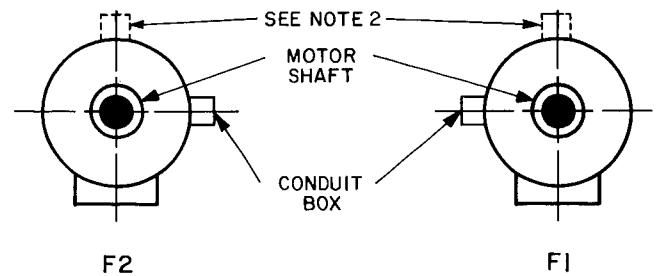 SEE NOTE 2
MOTOR
SHAFT
CONDUIT
BOX
F2
F1